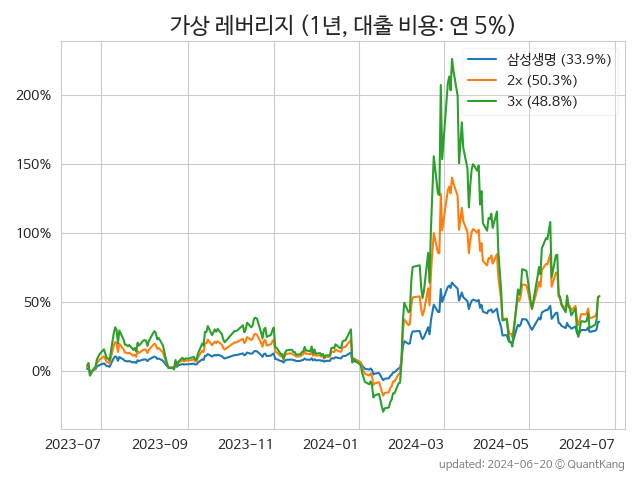 가상 레버리지 (1년, 대출 비용: 연 5%)
삼성생명 (33.9%)
2x (50.3%)
3x (48.8%)
200%
150%
100%
50%
0%
2023-07 2023-09 2023-11 2024-01 2024-03 2024-05 2024-07
updated: 2024-06-20 © QuantKang